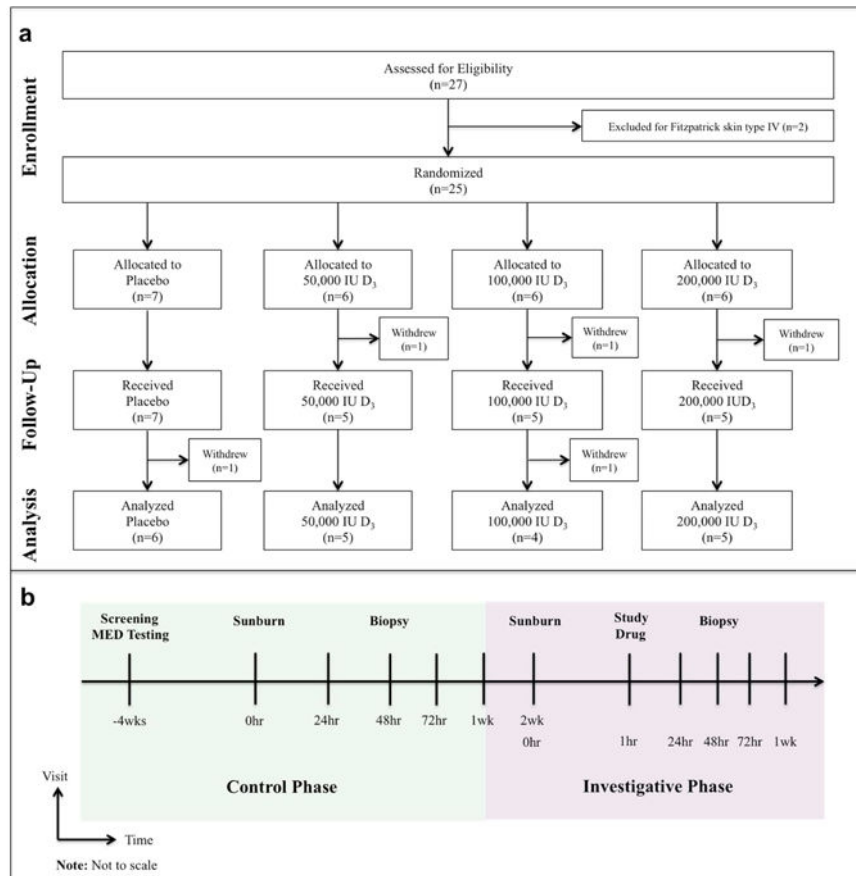 a
Enrollment
Assessed for Eligibility
(n=27)
Excluded for Fitzpatrick skin type IV (n=2)
Randomized
(n=25)
Allocation
Allocated to
Placebo
(n=7)
Allocated to
50,000 IU D₃
(n=6)
Allocated to
100,000 IU D₃
(n=6)
Allocated to
200,000 IU D₃
(n=6)
Withdrew
(n=1)
Withdrew
(n=1)
Withdrew
(n=1)
Follow-Up
Received
Placebo
(n=7)
Received
50,000 IU D₃
(n=5)
Received
100,000 IU D₃
(n=5)
Received
200,000 IUD₃
(n=5)
Withdrew
(n=1)
Withdrew
(n=1)
Analysis
Analyzed
Placebo
(n=6)
Analyzed
50,000 IU D₃
(n=5)
Analyzed
100,000 IU D₃
(n=4)
Analyzed
200,000 IU D₃
(n=5)
b
Screening
MED Testing
Sunburn
Biopsy
Sunburn
Study
Drug
Biopsy
-4wks
0hr
24hr
48hr
72hr
1wk
2wk
0hr
1hr
24hr
48hr
72hr
1wk
Control Phase
Investigative Phase
Visit
Time
Note: Not to scale